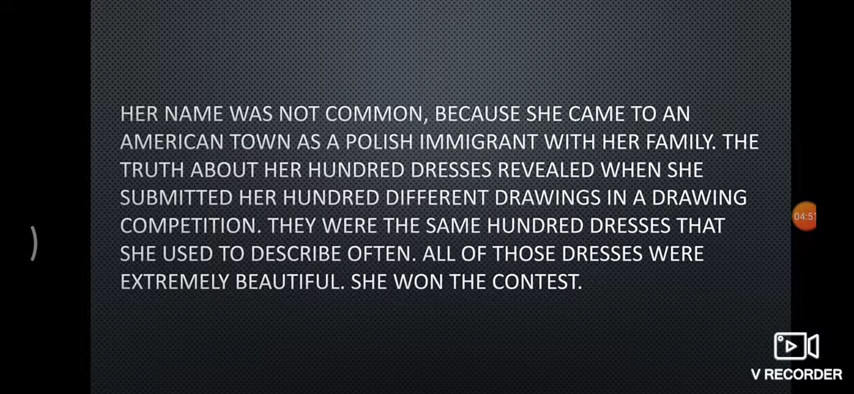 HER NAME WAS NOT COMMON, BECAUSE SHE CAME TO AN
AMERICAN TOWN AS A POLISH IMMIGRANT WITH HER FAMILY. THE
TRUTH ABOUT HER HUNDRED DRESSES REVEALED WHEN SHE
SUBMITTED HER HUNDRED DIFFERENT DRAWINGS IN A DRAWING
COMPETITION. THEY WERE THE SAME HUNDRED DRESSES THAT
SHE USED TO DESCRIBE OFTEN. ALL OF THOSE DRESSES WERE
EXTREMELY BEAUTIFUL. SHE WON THE CONTEST.
04:51
V RECORDER